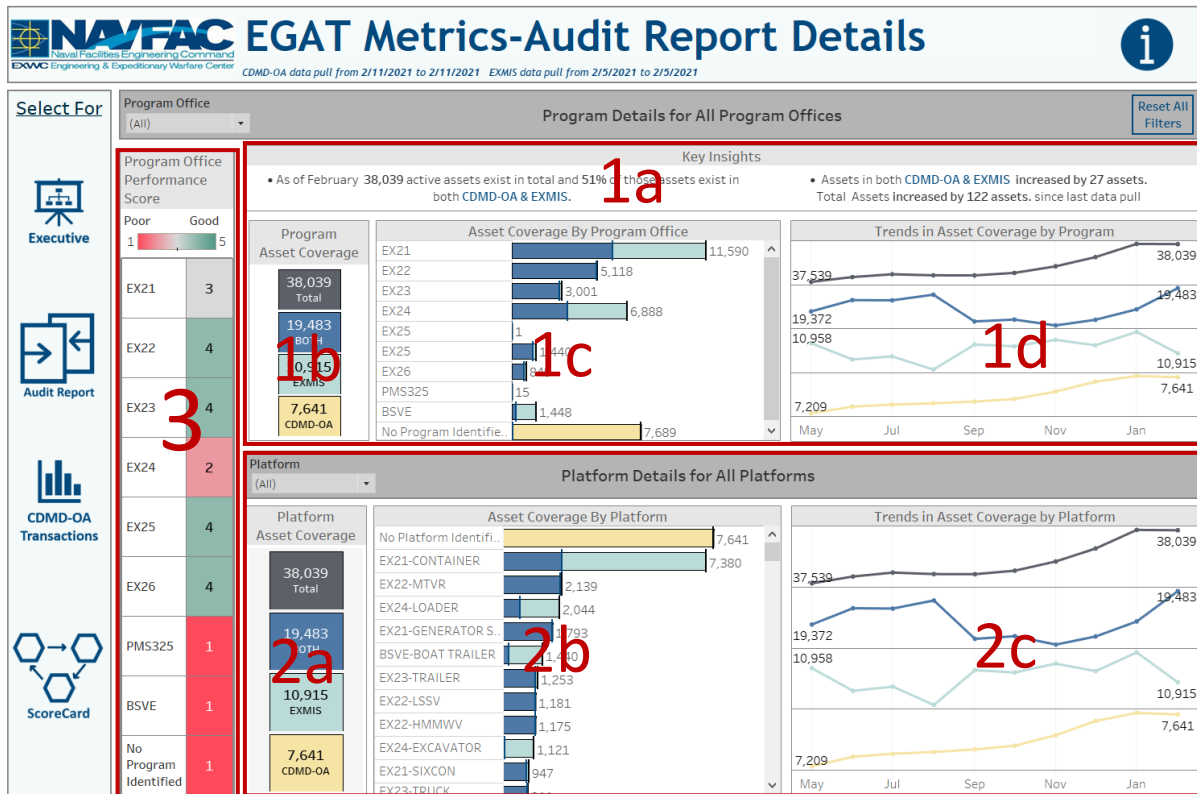 NAVFAC
Naval Facilities Engineering Command
EXWC Engineering & Expeditionary Warfare Center
EGAT Metrics-Audit Report Details
CDMD-OA data pull from 2/11/2021 to 2/11/2021 EXMIS data pull from 2/5/2021 to 2/5/2021
i
Select For
Executive
Audit Report
CDMD-OA
Transactions
ScoreCard
Program Office
(All)
Program Details for All Program Offices
Reset All
Filters
Program Office
Performance
Score
Poor Good
1 5
EX21 3
EX22 4
EX23 4
EX24 2
EX25 4
EX26 4
PMS325 1
BSVE 1
No
Program
Identified 1
3
Key Insights
• As of February 38,039 active assets exist in total and 51% of those assets exist in
both CDMD-OA & EXMIS.
• Assets in both CDMD-OA & EXMIS increased by 27 assets.
Total Assets increased by 122 assets. since last data pull
1a
Program
Asset Coverage
38,039
Total
19,483
BOTH
10,915
EXMIS
7,641
CDMD-OA
1b
Asset Coverage By Program Office
EX21 11,590
EX22 5,118
EX23 3,001
EX24 6,888
EX25 1
EX25 1,440
EX26
PMS325 15
BSVE 1,448
No Program Identifie.. 7,689
1c
Trends in Asset Coverage by Program
37,539 38,039
19,372 19,483
10,958 10,915
7,209 7,641
May Jul Sep Nov Jan
1d
Platform
(All)
Platform Details for All Platforms
Platform
Asset Coverage
38,039
Total
19,483
BOTH
10,915
EXMIS
7,641
CDMD-OA
2a
Asset Coverage By Platform
No Platform Identifi.. 7,641
EX21-CONTAINER 7,380
EX22-MTVR 2,139
EX24-LOADER 2,044
EX21-GENERATOR S.. 1,793
BSVE-BOAT TRAILER 1,440
EX23-TRAILER 1,253
EX22-LSSV 1,181
EX22-HMMWV 1,175
EX24-EXCAVATOR 1,121
EX21-SIXCON 947
EX23-TRUCK
2b
Trends in Asset Coverage by Platform
37,539 38,039
19,372 19,483
10,958 10,915
7,209 7,641
May Jul Sep Nov Jan
2c